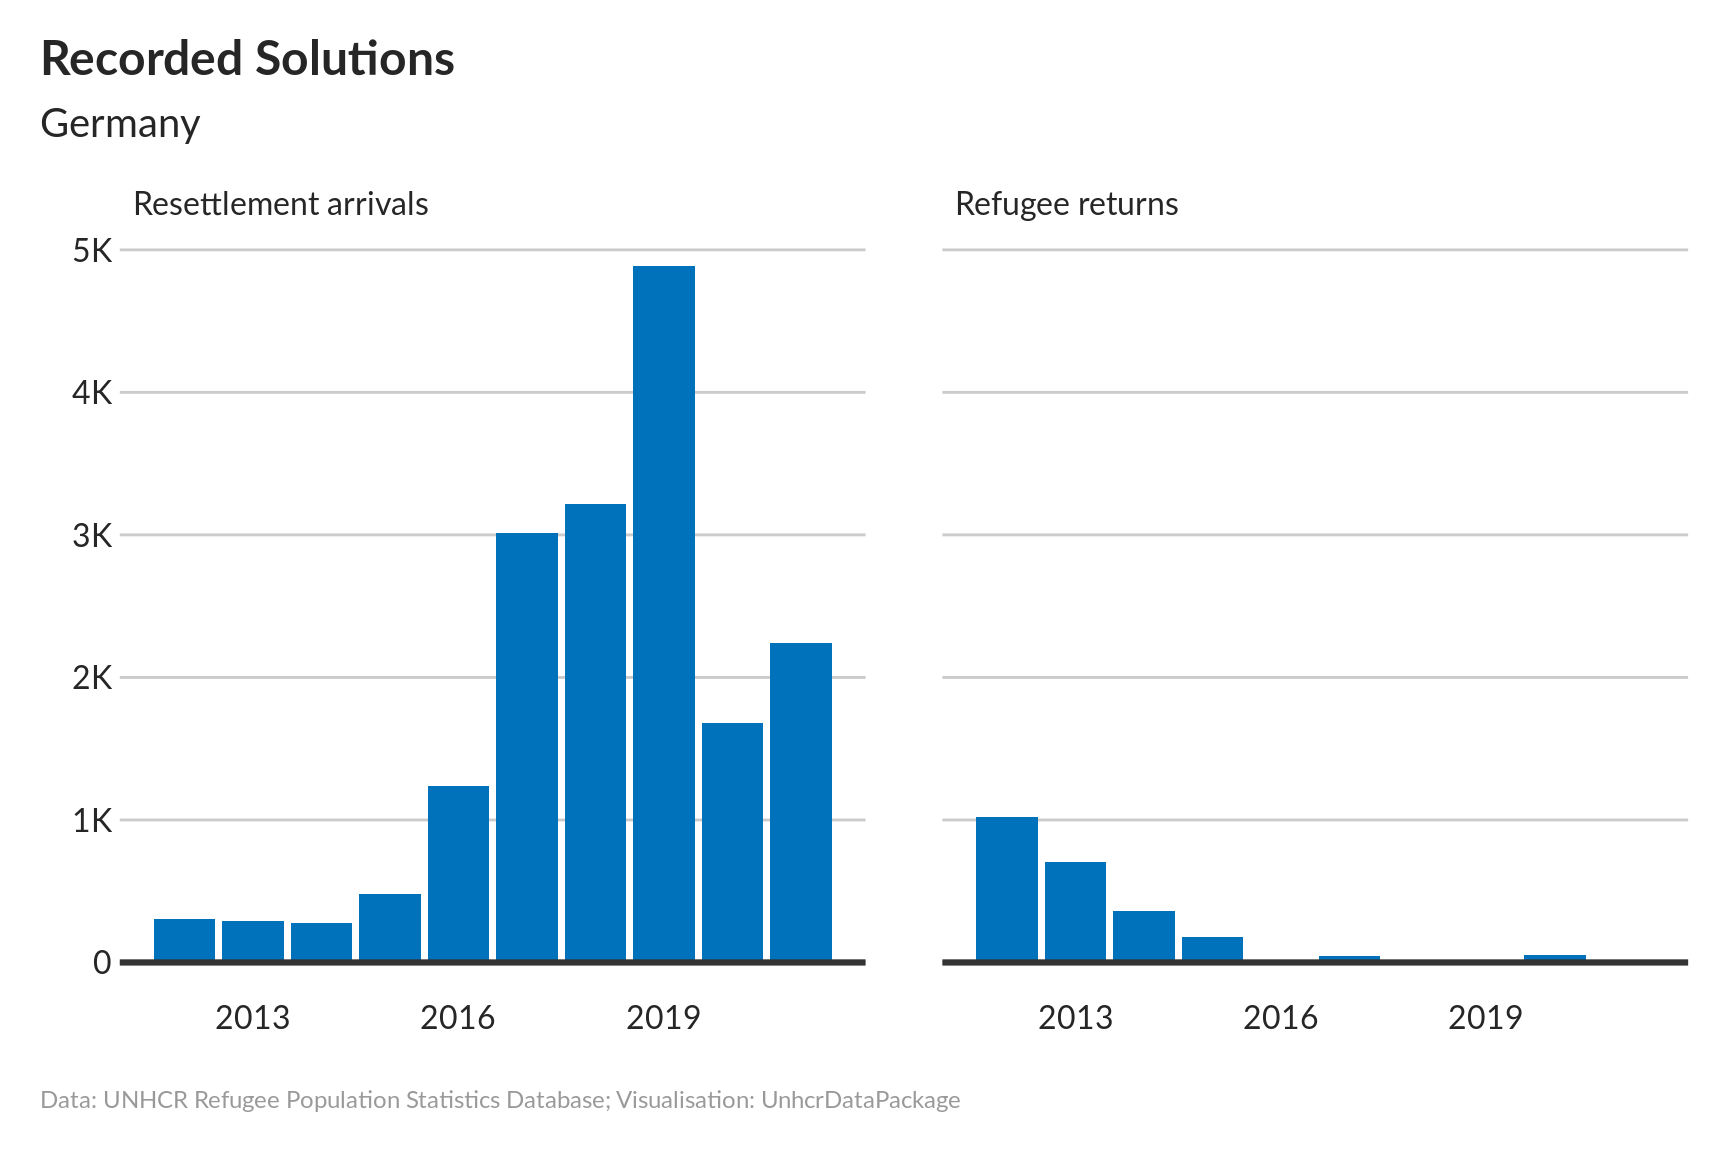 Recorded Solutions
Germany
Resettlement arrivals
Refugee returns
5K
4K
3K
2K
1K
0
2013 2016 2019
2013 2016 2019
Data: UNHCR Refugee Population Statistics Database; Visualisation: UnhcrDataPackage